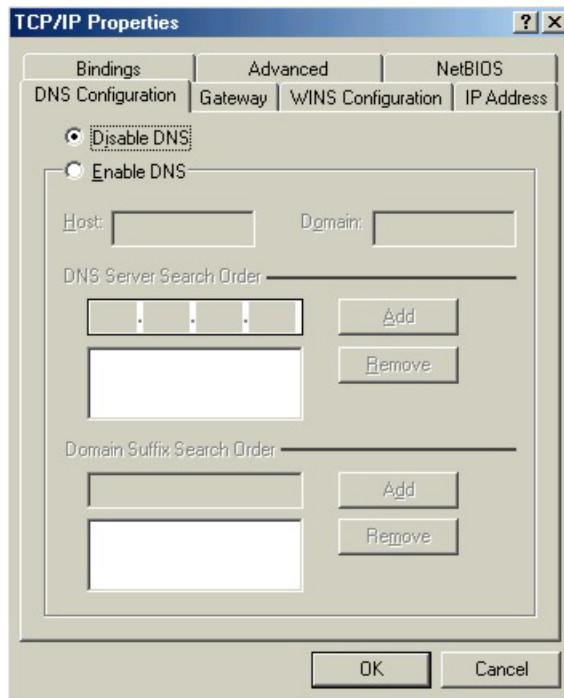 TCP/IP Properties
Bindings Advanced NetBIOS
DNS Configuration Gateway WINS Configuration IP Address
Disable DNS
Enable DNS
Host: Domain:
DNS Server Search Order
. . . Add
Remove
Domain Suffix Search Order
Add
Remove
OK Cancel